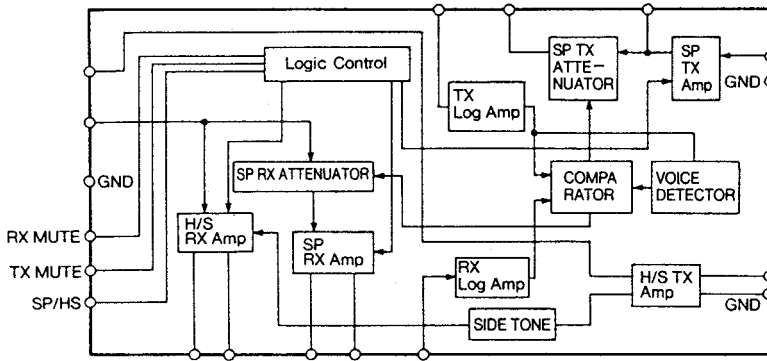 Logic Control
SP TX
ATTE-
NUATOR
SP
TX
Amp
GND
TX
Log Amp
GND
SP RX ATTENUATOR
COMPA
RATOR
VOICE
DETECTOR
H/S
RX Amp
RX MUTE
SP
RX Amp
TX MUTE
RX
Log Amp
H/S TX
Amp
SP/HS
GND
SIDE TONE